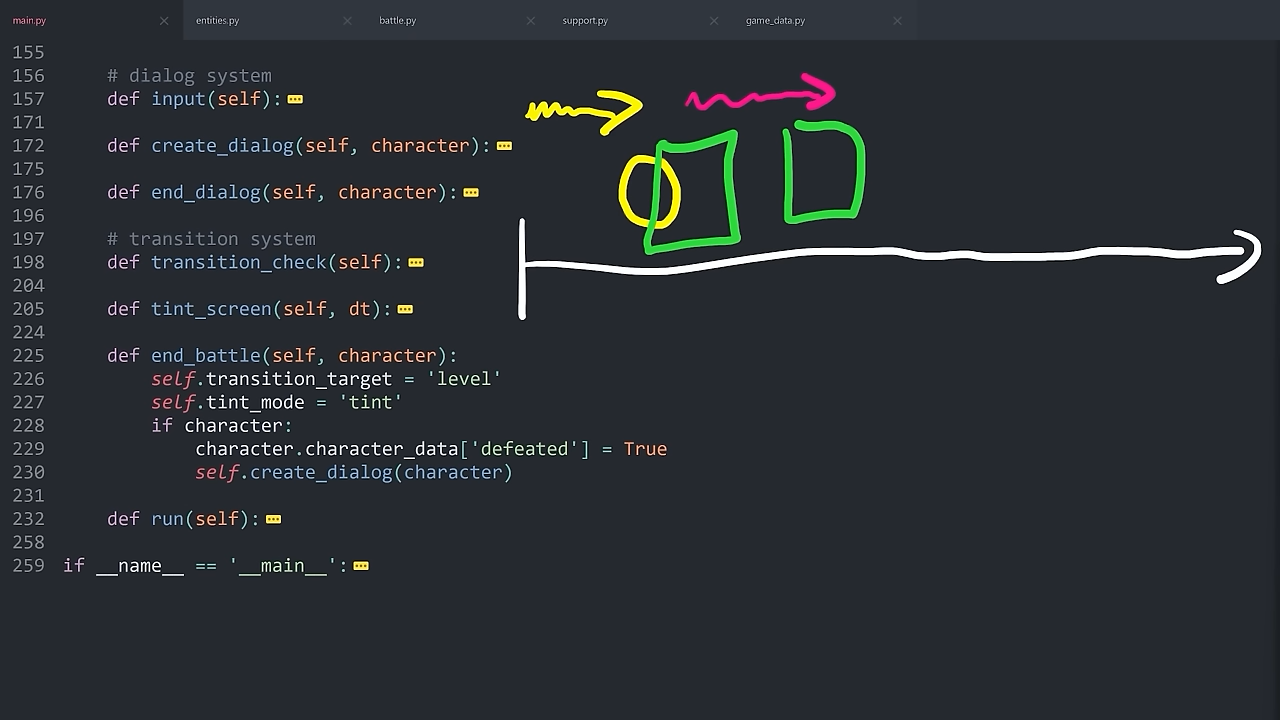 main.py entities.py battle.py support.py game_data.py
155
156 # dialog system
157 def input(self):
171
172 def create_dialog(self, character):
175
176 def end_dialog(self, character):
196
197 # transition system
198 def transition_check(self):
204
205 def tint_screen(self, dt):
224
225 def end_battle(self, character):
226 self.transition_target = 'level'
227 self.tint_mode = 'tint'
228 if character:
229 character.character_data['defeated'] = True
230 self.create_dialog(character)
231
232 def run(self):
258
259 if __name__ == '__main__':